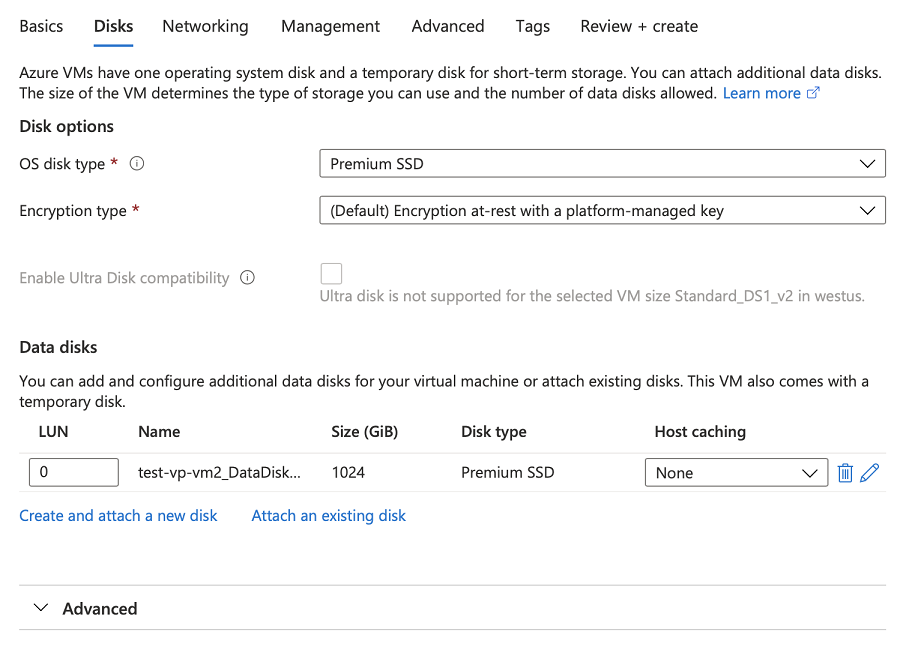 Basics Disks Networking Management Advanced Tags Review + create
Azure VMs have one operating system disk and a temporary disk for short-term storage. You can attach additional data disks.
The size of the VM determines the type of storage you can use and the number of data disks allowed. Learn more
Disk options
OS disk type * Premium SSD
Encryption type * (Default) Encryption at-rest with a platform-managed key
Enable Ultra Disk compatibility
Ultra disk is not supported for the selected VM size Standard_DS1_v2 in westus.
Data disks
You can add and configure additional data disks for your virtual machine or attach existing disks. This VM also comes with a
temporary disk.
LUN Name Size (GiB) Disk type Host caching
0 test-vp-vm2_DataDisk... 1024 Premium SSD None
Create and attach a new disk Attach an existing disk
Advanced